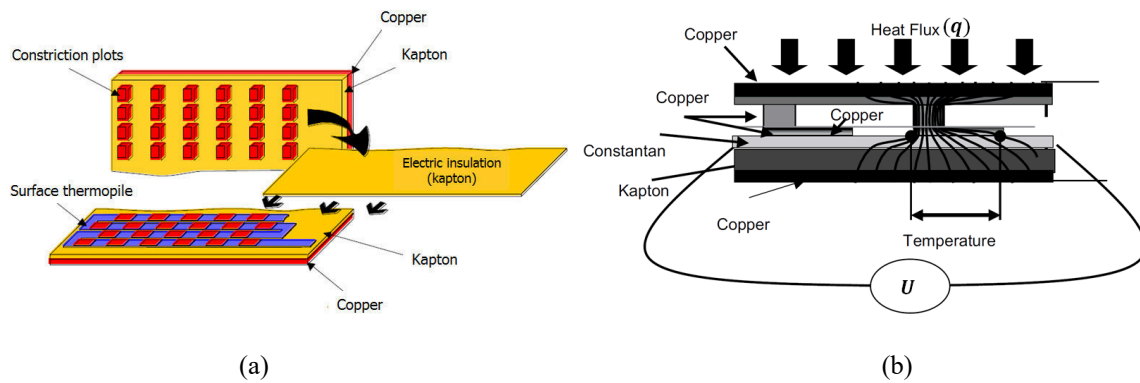 Copper
Kapton
Constriction plots
Electric insulation
(kapton)
Surface thermopile
Kapton
Copper
(a)
Heat Flux (q)
Copper
Copper
Copper
Constantan
Kapton
Copper
Temperature
U
(b)